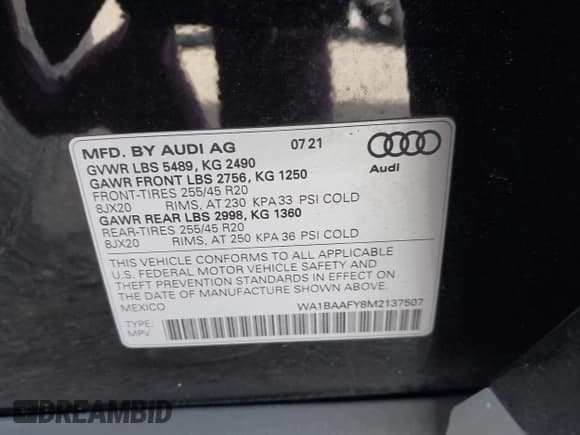 MFD. BY AUDI AG 07 21
GVWR LBS 5489, KG 2490
GAWR FRONT LBS 2756, KG 1250
FRONT-TIRES 255/45 R20
8JX20 RIMS, AT 230 KPA 33 PSI COLD
GAWR REAR LBS 2998, KG 1360
REAR-TIRES 255/45 R20
8JX20 RIMS, AT 250 KPA 36 PSI COLD
Audi
THIS VEHICLE CONFORMS TO ALL APPLICABLE
U.S. FEDERAL MOTOR VEHICLE SAFETY AND
THEFT PREVENTION STANDARDS IN EFFECT ON
THE DATE OF MANUFACTURE SHOWN ABOVE.
MEXICO
WA1BAAFY8M2137507
TYPE:
MPV
DREAMBID